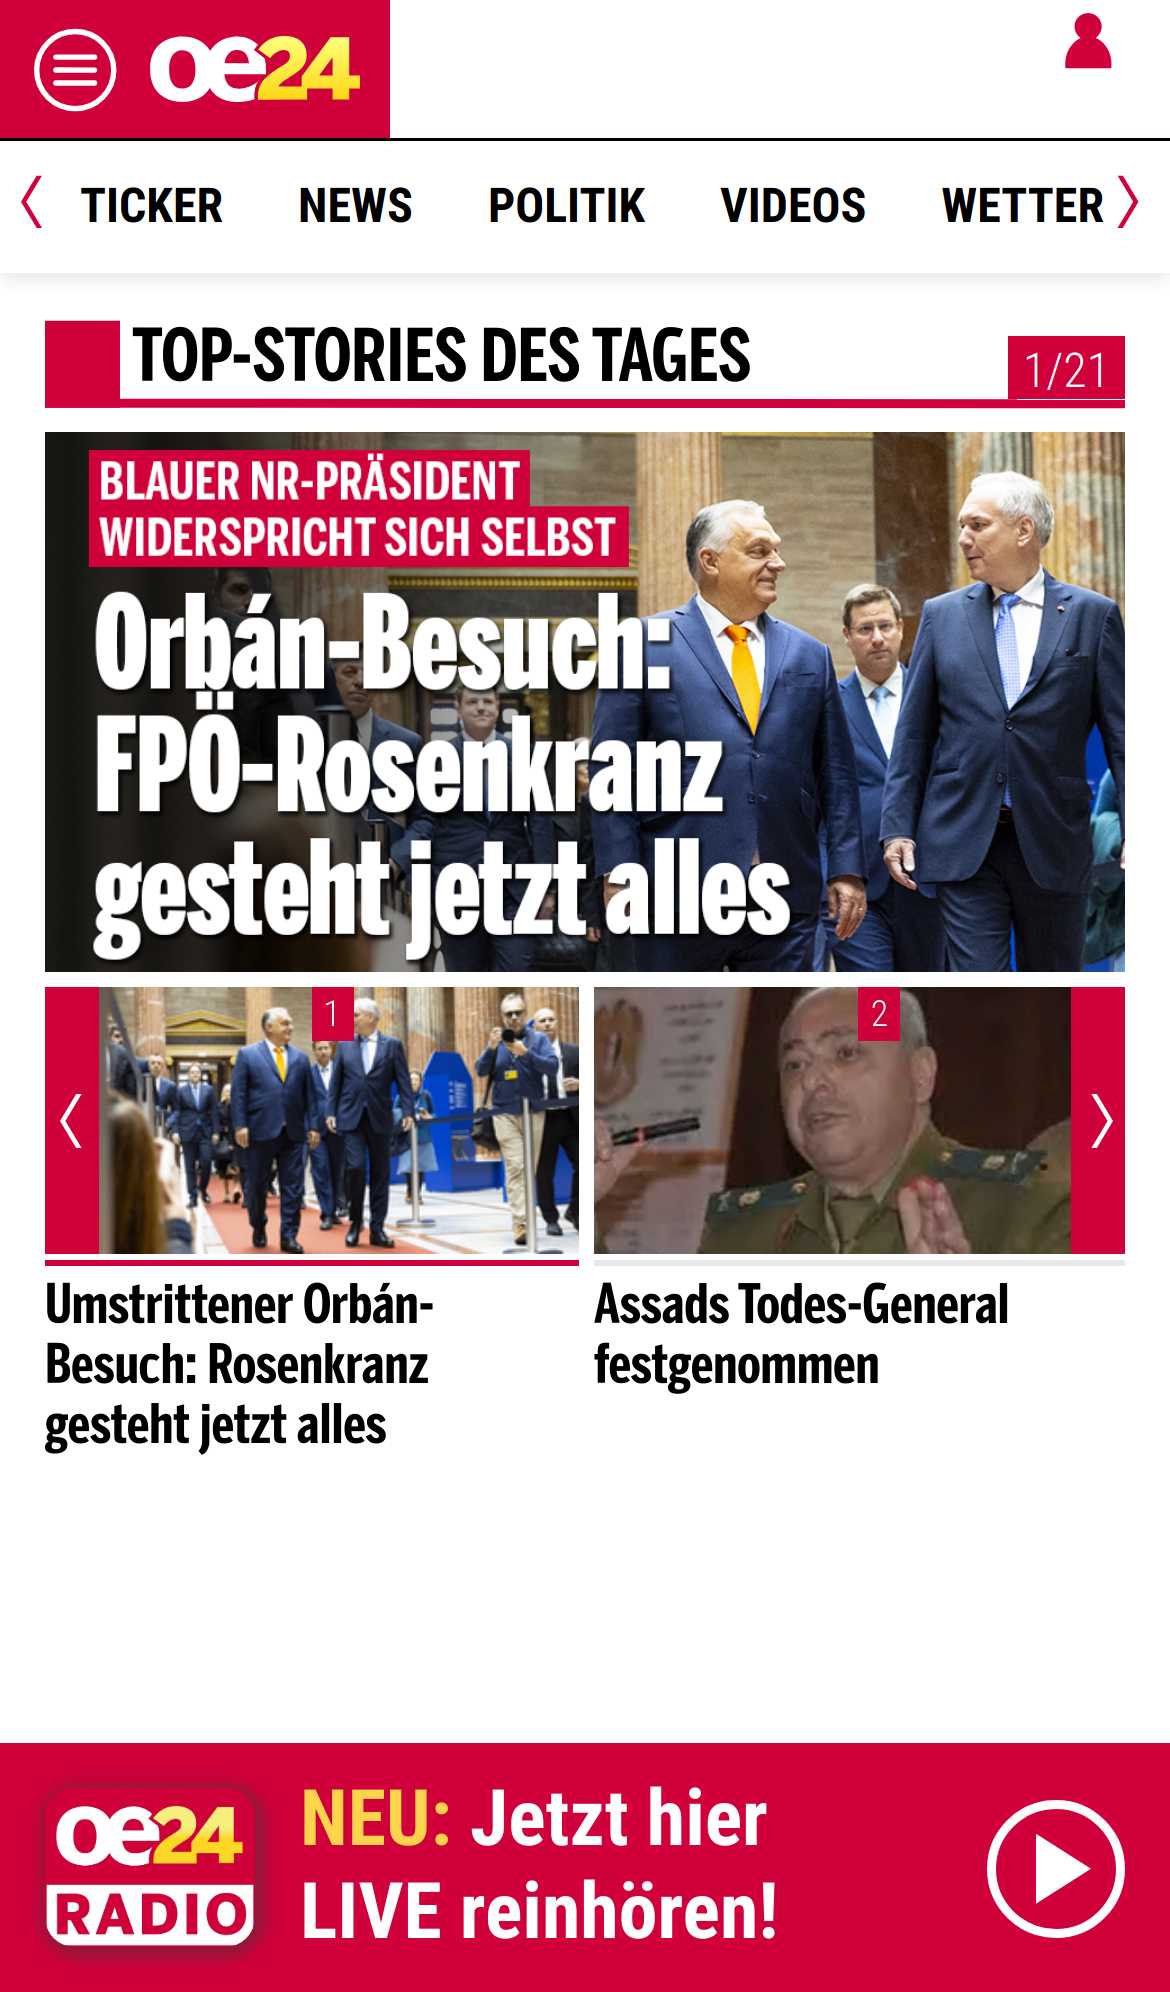 oe24
TICKER NEWS POLITIK VIDEOS WETTER
TOP-STORIES DES TAGES
1/21
BLAUER NR-PRÄSIDENT
WIDERSPRICHT SICH SELBST
Orbán-Besuch:
FPÖ-Rosenkranz
gesteht jetzt alles
1
2
Umstrittener Orbán-
Besuch: Rosenkranz
gesteht jetzt alles
Assads Todes-General
festgenommen
oe24
RADIO
NEU: Jetzt hier
LIVE reinhören!